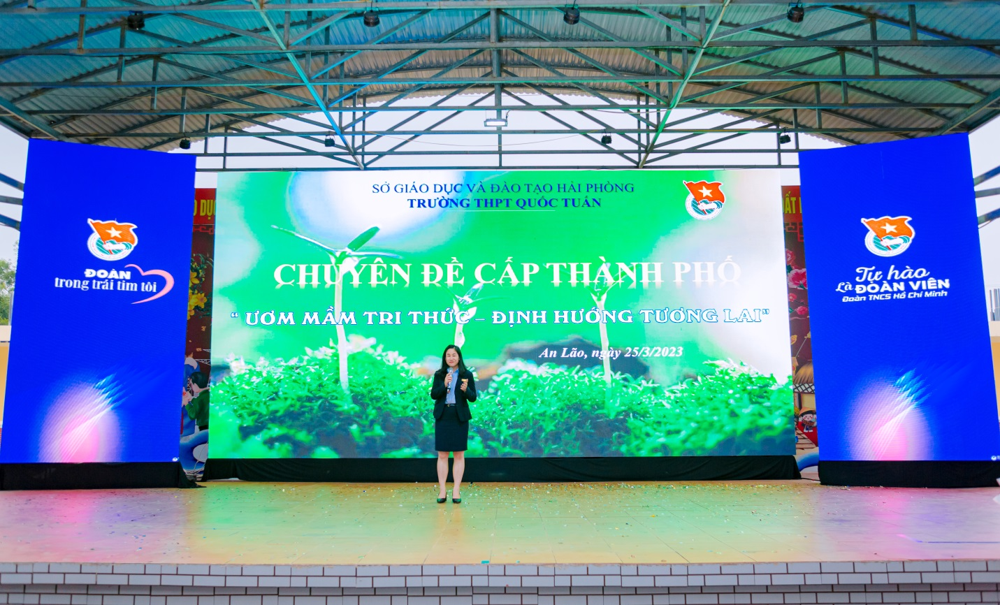 SỞ GIÁO DỤC VÀ ĐÀO TẠO HẢI PHÒNG
TRƯỜNG THPT QUỐC TUẤN
CHUYÊN ĐỀ CẤP THÀNH PHỐ
“ ƯƠM MẦM TRI THỨC – ĐỊNH HƯỚNG TƯƠNG LAI”
An Lão, ngày 25/3/2023
ĐOÀN
trong trái tim tôi
Tự hào
Là ĐOÀN VIÊN
Đoàn TNCS Hồ Chí Minh